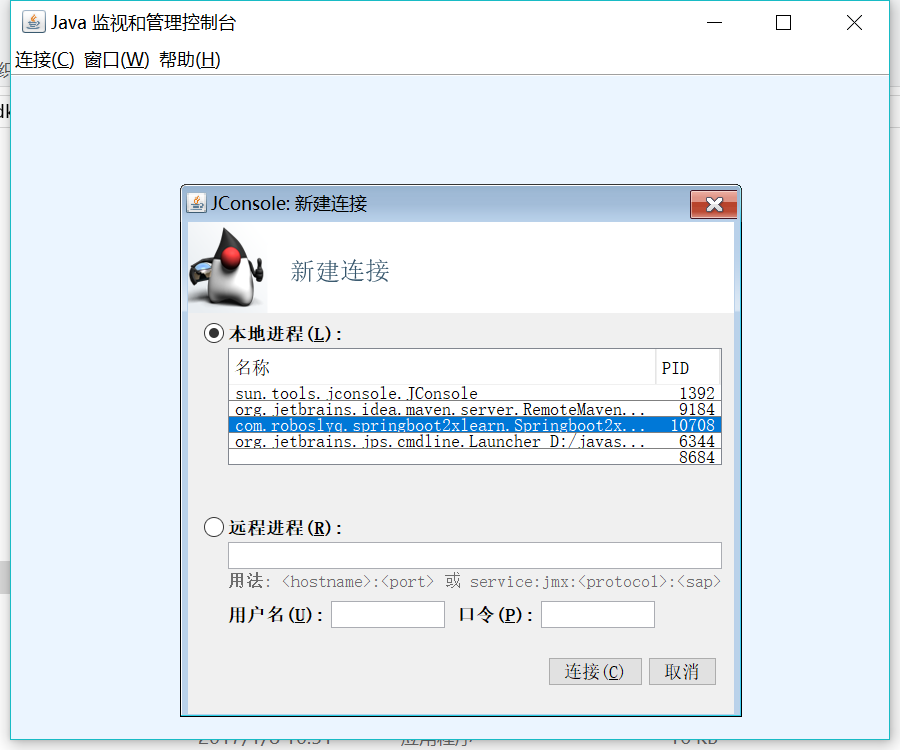 Java 监视和管理控制台
连接(C) 窗口(W) 帮助(H)
JConsole: 新建连接
新建连接
本地进程(L):
名称 PID
sun.tools.jconsole.JConsole 1392
org.jetbrains.idea.maven.server.RemoteMaven... 9184
com.roboslyq.springboot2xlearn.Springboot2x... 10708
org.jetbrains.jps.cmdline.Launcher D:/javas... 6344
8684
远程进程(R):
用法: <hostname>:<port> 或 service:jmx:<protocol>:<sap>
用户名(U): 口令(P):
连接(C) 取消